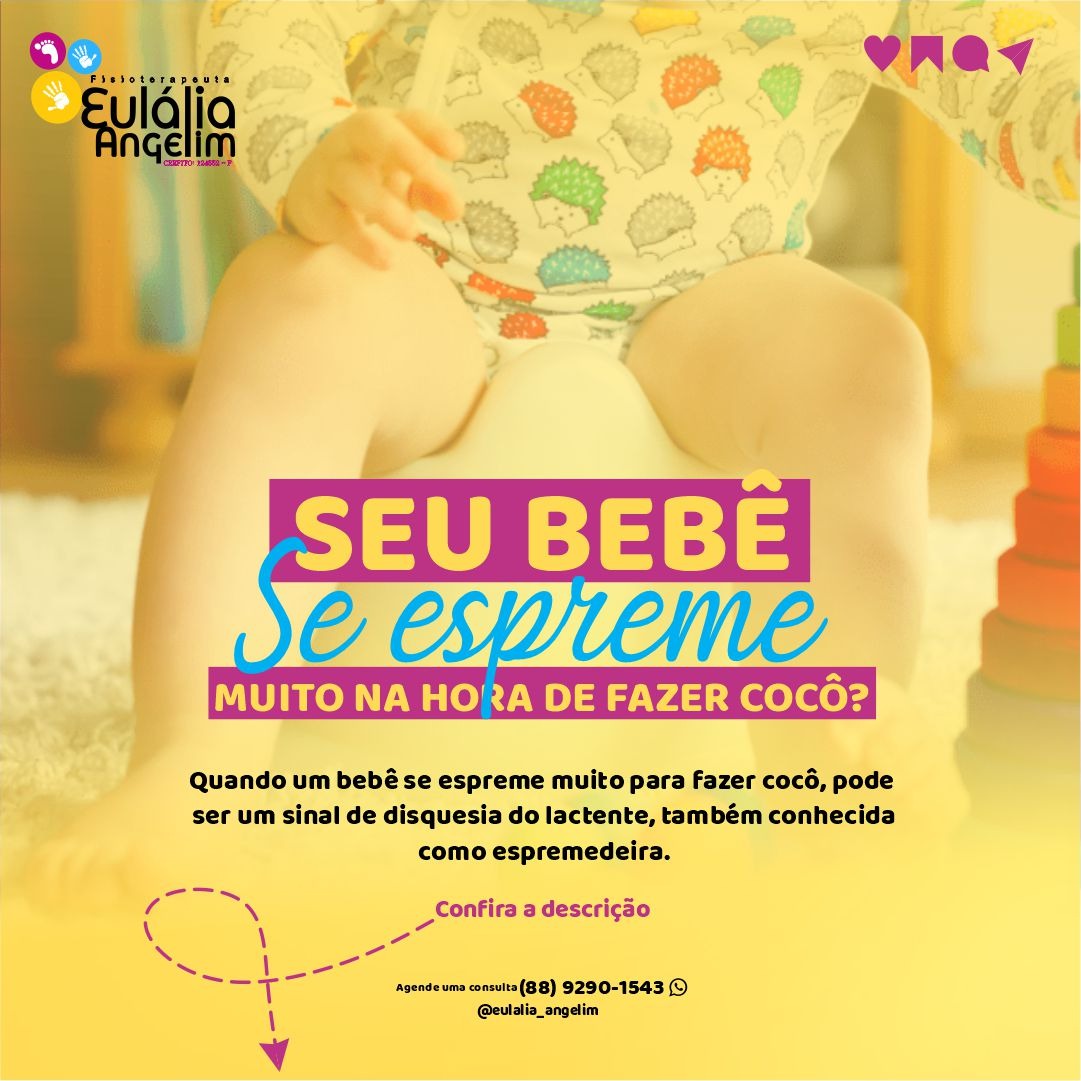 Fisioterapeuta
Eulália
Angelim
SEU BEBÊ
Se espreme
MUITO NA HORA DE FAZER COCÔ?
Quando um bebê se espreme muito para fazer cocô, pode
ser um sinal de disquesia do lactente, também conhecida
como espremedeira.
Confira a descrição
Agende uma consulta (88) 9290-1543
@eulalia_angelim